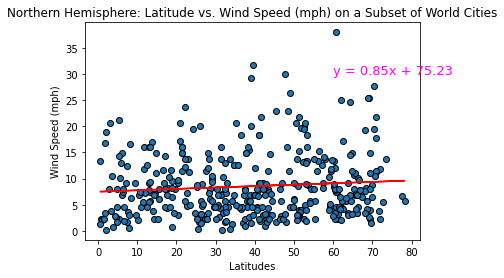 Northern Hemisphere: Latitude vs. Wind Speed (mph) on a Subset of World Cities
35
30
25
20
15
10
5
0
Wind Speed (mph)
y = 0.85x + 75.23
0 10 20 30 40 50 60 70 80
Latitudes